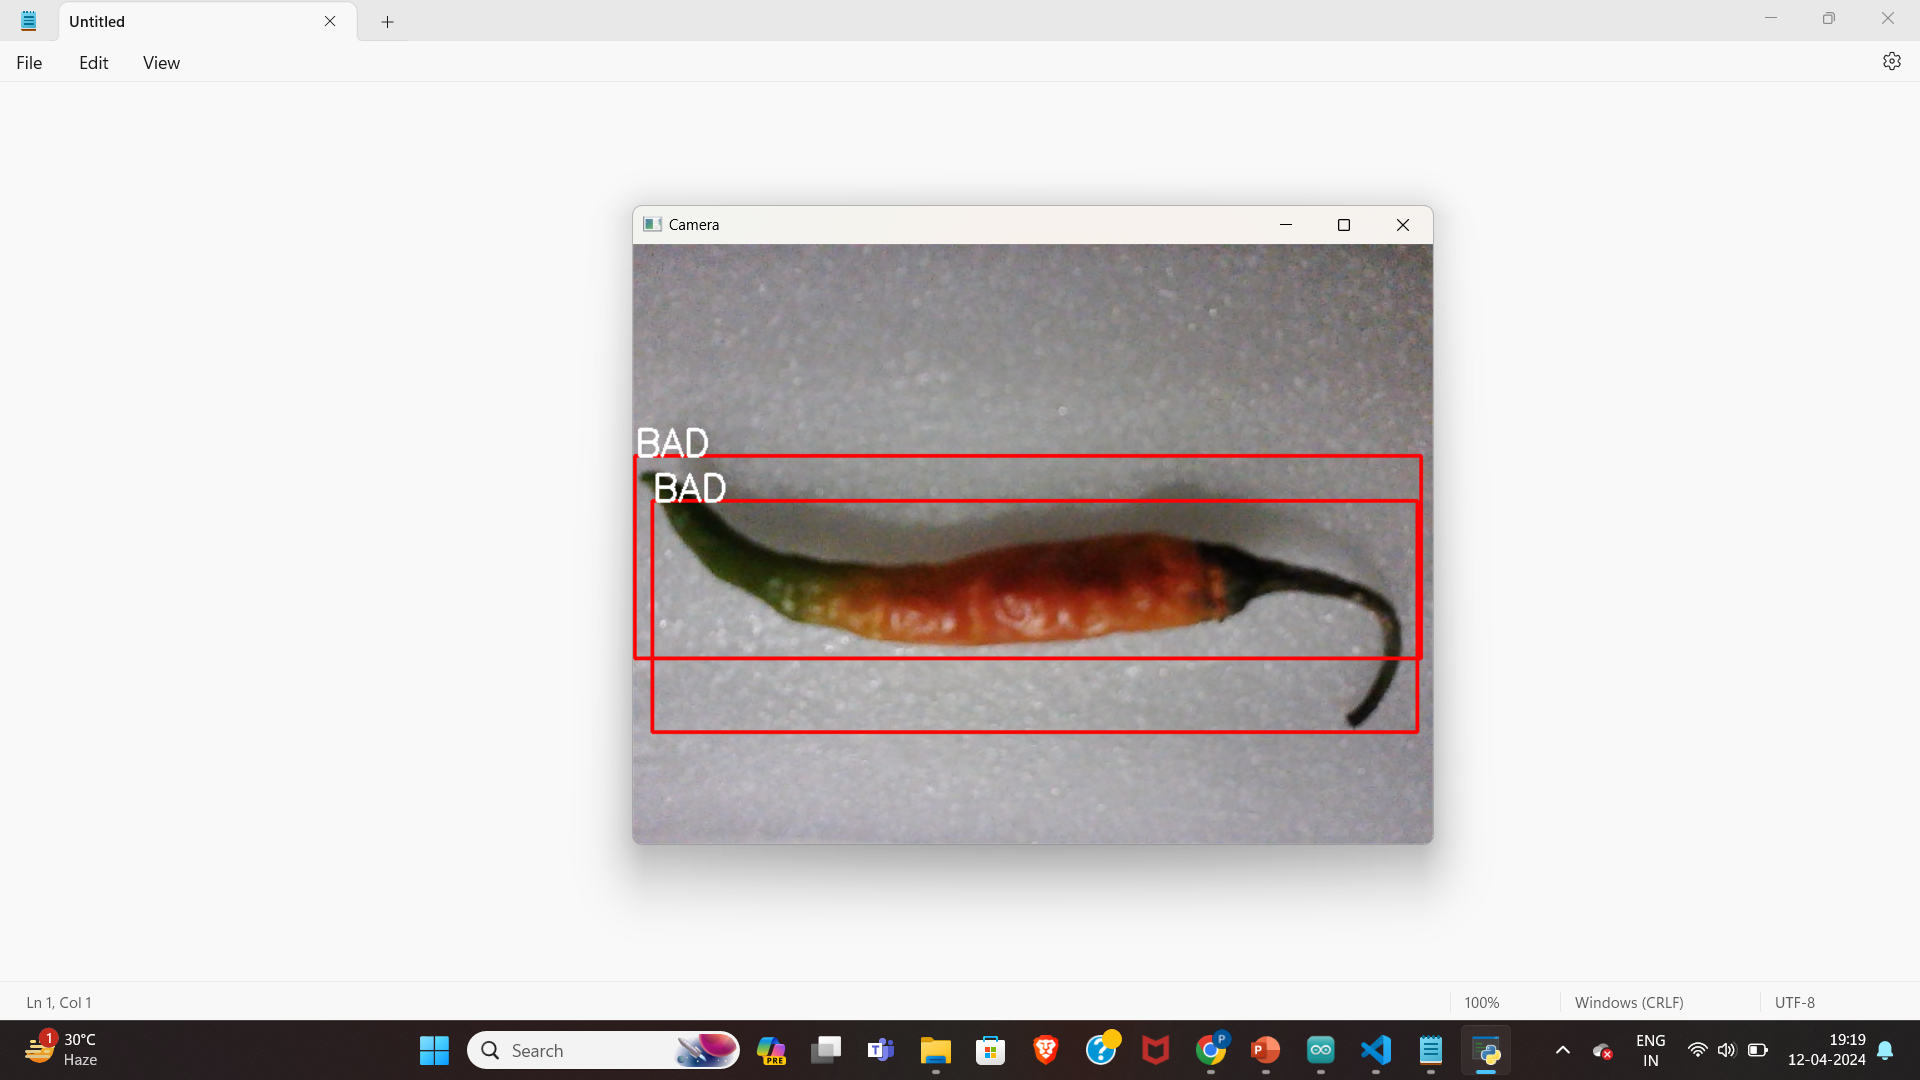 Untitled
File Edit View
Camera
BAD
BAD
Ln 1, Col 1 100% Windows (CRLF) UTF-8
1 30°C
Haze
Search
PRE
P
P
ENG
IN
19:19
12-04-2024